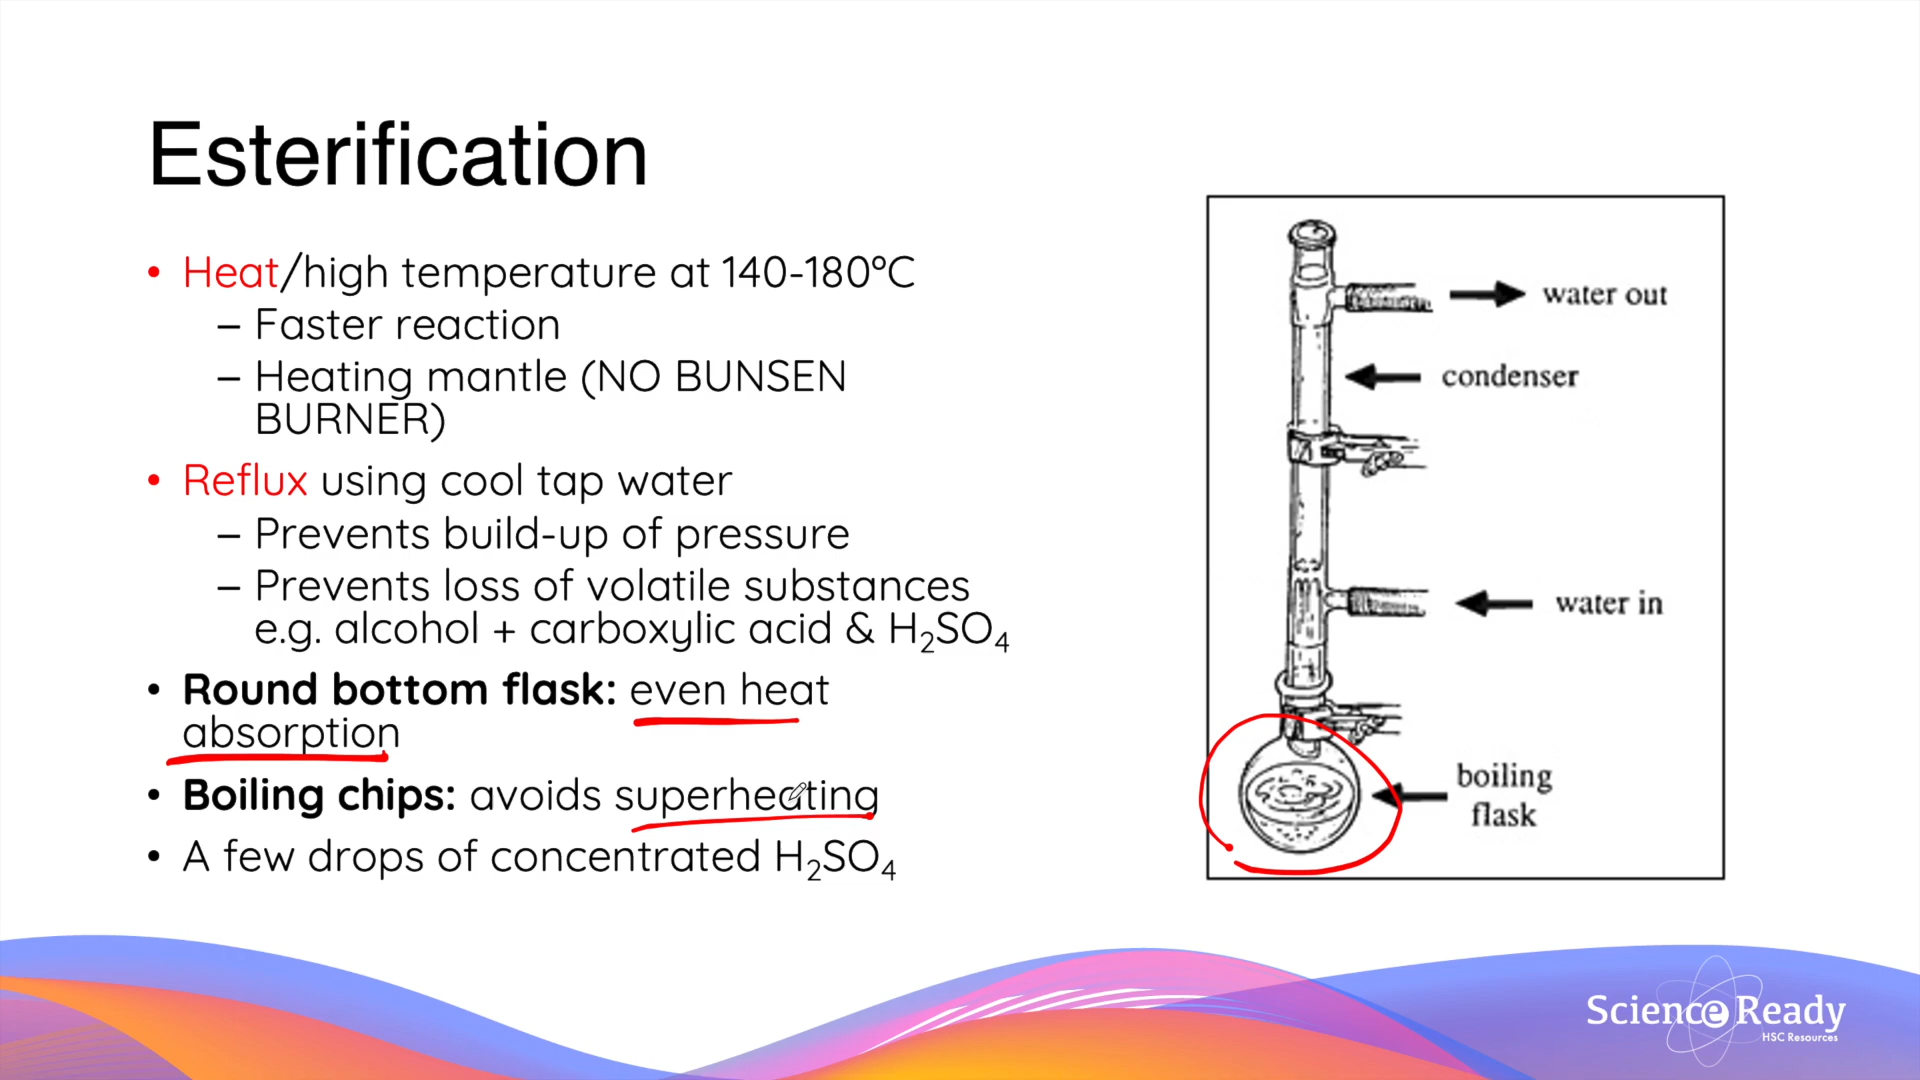 Esterification
• Heat/high temperature at 140-180°C
– Faster reaction
– Heating mantle (NO BUNSEN
BURNER)
• Reflux using cool tap water
– Prevents build-up of pressure
– Prevents loss of volatile substances
e.g. alcohol + carboxylic acid & H₂SO₄
• Round bottom flask: even heat
absorption
• Boiling chips: avoids superheating
• A few drops of concentrated H₂SO₄
water out
condenser
water in
boiling
flask
Science Ready
HSC Resources